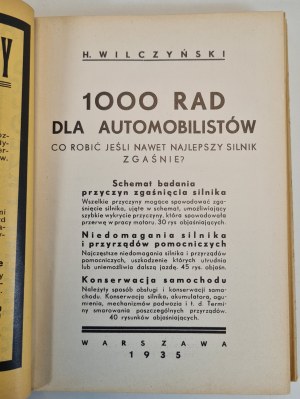 H. WILCZYŃSKI
1000 RAD
DLA AUTOMOBILISTÓW
CO ROBIĆ JEŚLI NAWET NAJLEPSZY SILNIK
ZGAŚNIE?
Schemat badania
przyczyn zgaśnięcia silnika
Wszelkie przyczyny mogące spowodować zga-
śnięcie silnika, ujęte w schemat, umożliwiający
szybkie wykrycie przyczyny, które spowodowały
przerwę w pracy motoru. 30 rys objaśniających.
Niedomagania silnika
i przyrządów pomocniczych
Najczęstsze niedomagania silnika i przyrządów
pomocniczych, uszkodzenie których utrudnia
lub uniemożliwia dalszą jazdę. 45 rys. objaśn.
Konserwacja samochodu
Należyty sposób obsługi i konserwacji samo-
chodu. Konserwacja silnika, akumulatora, ogu-
mienia, mechanizmów podwozia i t. d. Termi-
ny smarowania poszczególnych przyrządów.
40 rysunków objaśniających.
WARSZAWA
1935